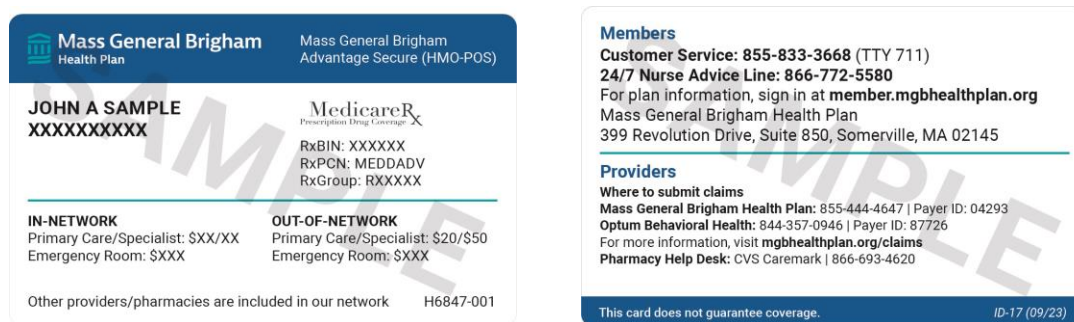 Mass General Brigham
Health Plan
Mass General Brigham
Advantage Secure (HMO-POS)
JOHN A SAMPLE
XXXXXXXXXX
MedicareRx
Prescription Drug Coverage
RxBIN: XXXXXX
RxPCN: MEDDADV
RxGroup: RXXXXX
IN-NETWORK
Primary Care/Specialist: $XX/XX
Emergency Room: $XXX
OUT-OF-NETWORK
Primary Care/Specialist: $20/$50
Emergency Room: $XXX
Other providers/pharmacies are included in our network
H6847-001
SAMPLE
Members
Customer Service: 855-833-3668 (TTY 711)
24/7 Nurse Advice Line: 866-772-5580
For plan information, sign in at member.mgbhealthplan.org
Mass General Brigham Health Plan
399 Revolution Drive, Suite 850, Somerville, MA 02145
Providers
Where to submit claims
Mass General Brigham Health Plan: 855-444-4647 | Payer ID: 04293
Optum Behavioral Health: 844-357-0946 | Payer ID: 87726
For more information, visit mgbhealthplan.org/claims
Pharmacy Help Desk: CVS Caremark | 866-693-4620
This card does not guarantee coverage.
ID-17 (09/23)
SAMPLE